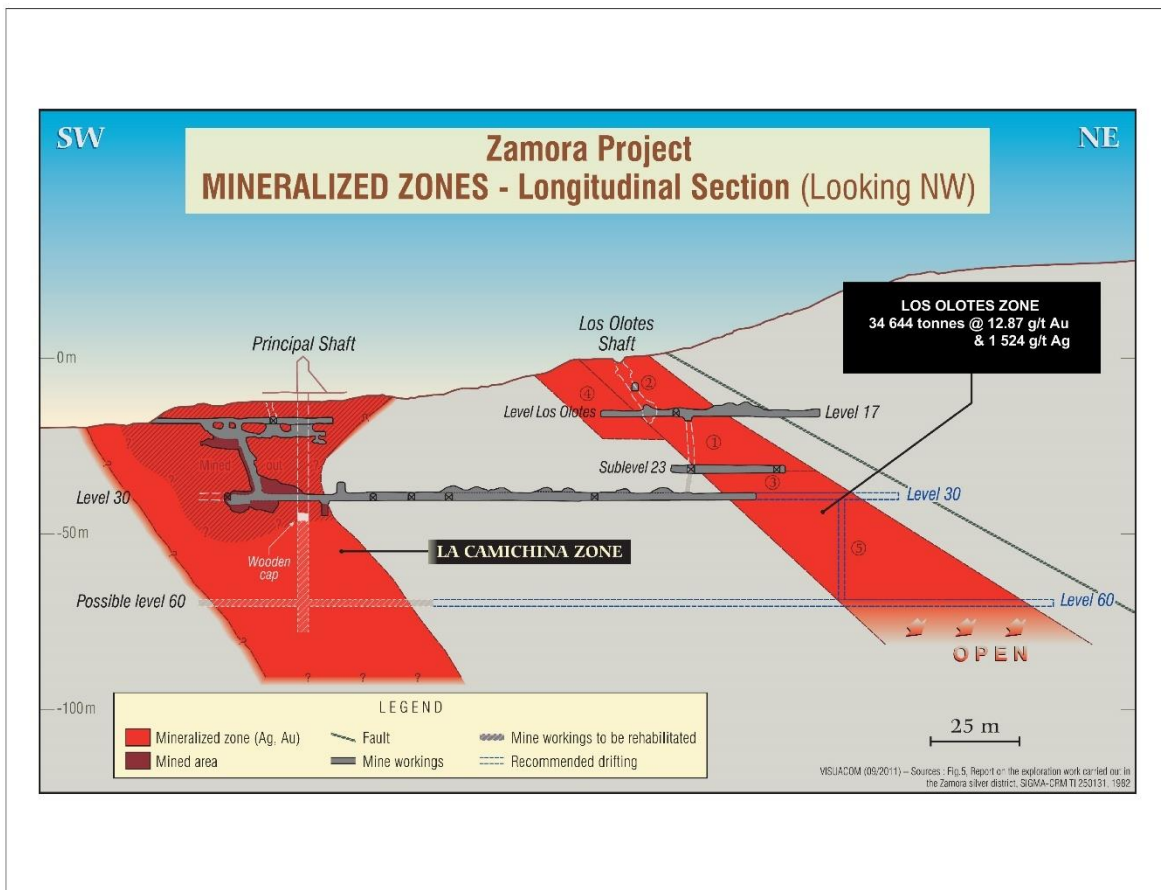 SW
NE
Zamora Project
MINERALIZED ZONES - Longitudinal Section (Looking NW)
LOS OLOTES ZONE
34 644 tonnes @ 12.87 g/t Au
& 1 524 g/t Ag
Los Olotes
Shaft
Principal Shaft
0m
②
④
Level Los Olotes
Level 17
①
Mined out ?
Sublevel 23
③
Level 30
Level 30
-50m
Wooden
cap
LA CAMICHINA ZONE
⑤
Possible level 60
Level 60
OPEN
? ? ?
-100m
LEGEND
Mineralized zone (Ag, Au)
Fault
Mine workings to be rehabilitated
Mined area
Mine workings
Recommended drifting
25 m
VISUACOM (09/2011) – Sources : Fig.5, Report on the exploration work carried out in
the Zamora silver district, SIGMA-CRM TI 250131, 1982